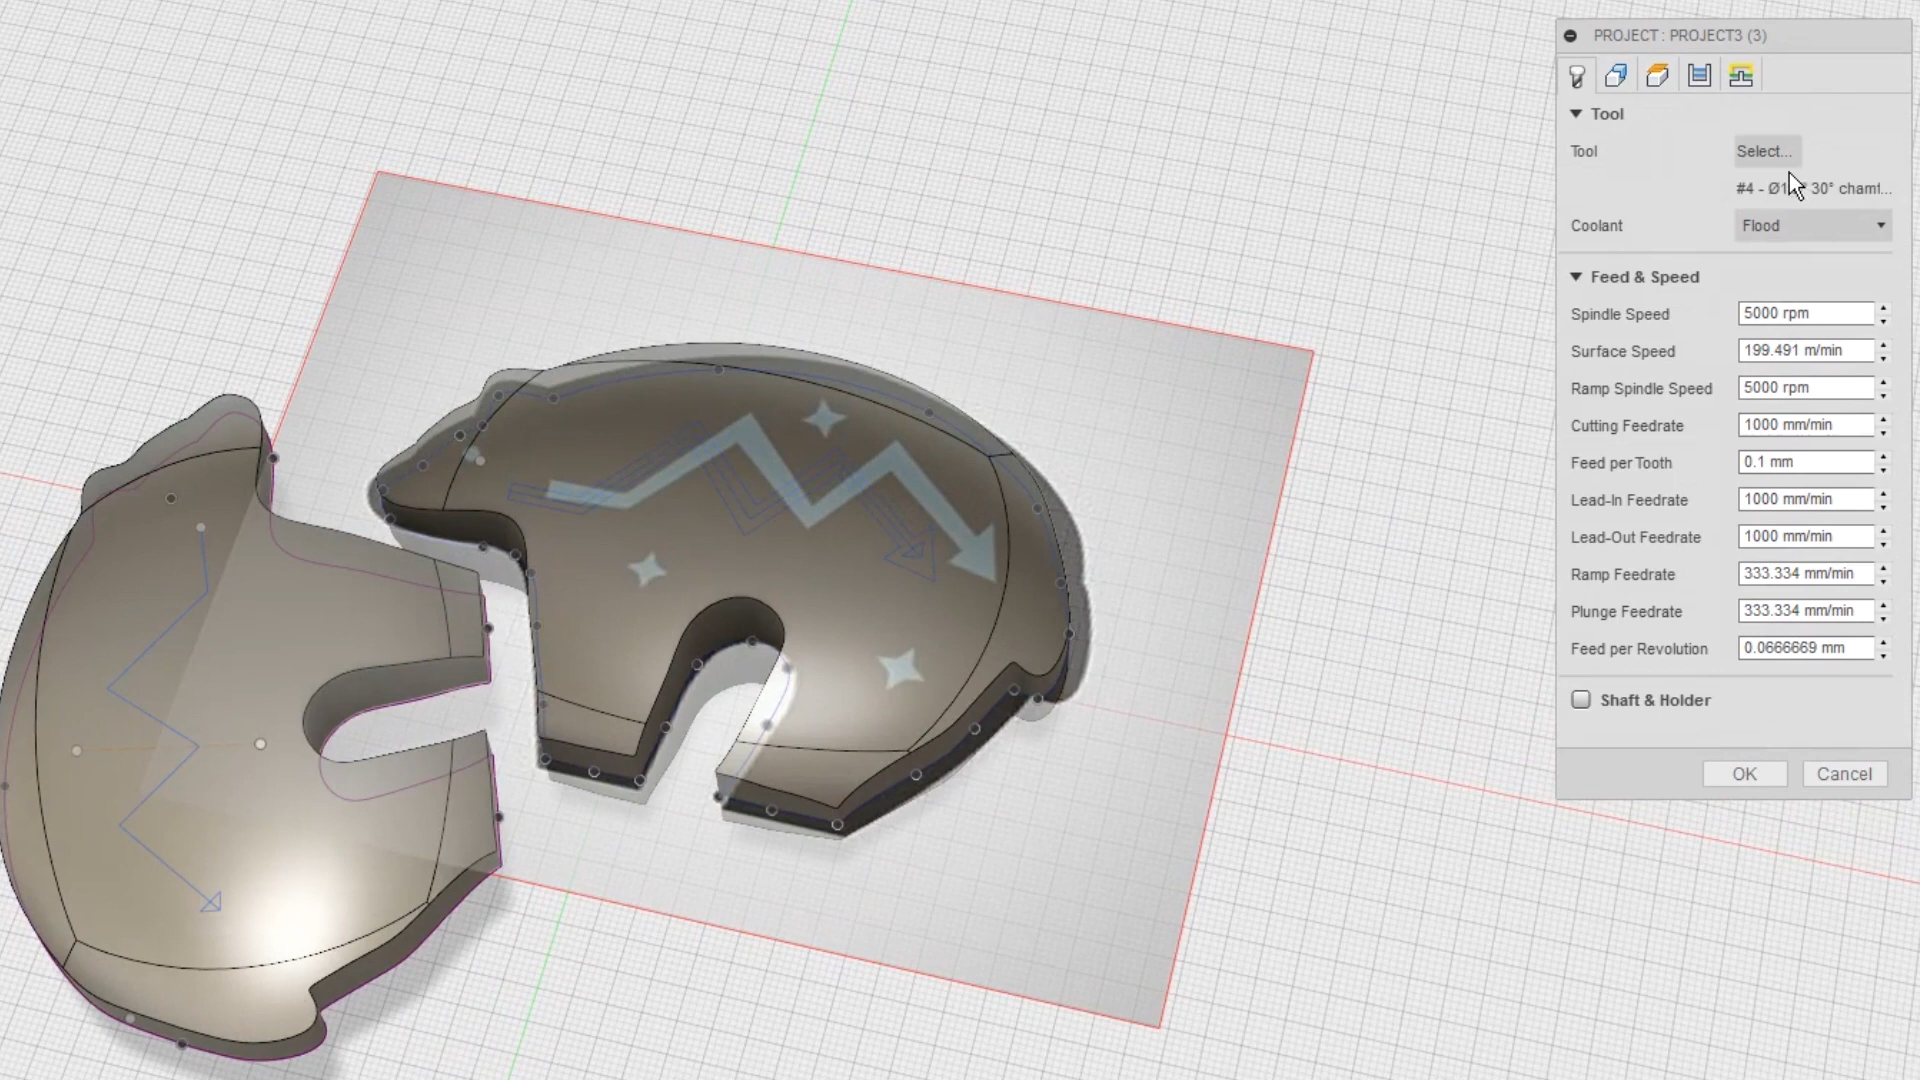 PROJECT : PROJECT3 (3)
Tool
Tool Select...
#4 - 30° chamf...
Coolant Flood
Feed & Speed
Spindle Speed 5000 rpm
Surface Speed 199.491 m/min
Ramp Spindle Speed 5000 rpm
Cutting Feedrate 1000 mm/min
Feed per Tooth 0.1 mm
Lead-In Feedrate 1000 mm/min
Lead-Out Feedrate 1000 mm/min
Ramp Feedrate 333.334 mm/min
Plunge Feedrate 333.334 mm/min
Feed per Revolution 0.0666669 mm
Shaft & Holder
OK Cancel